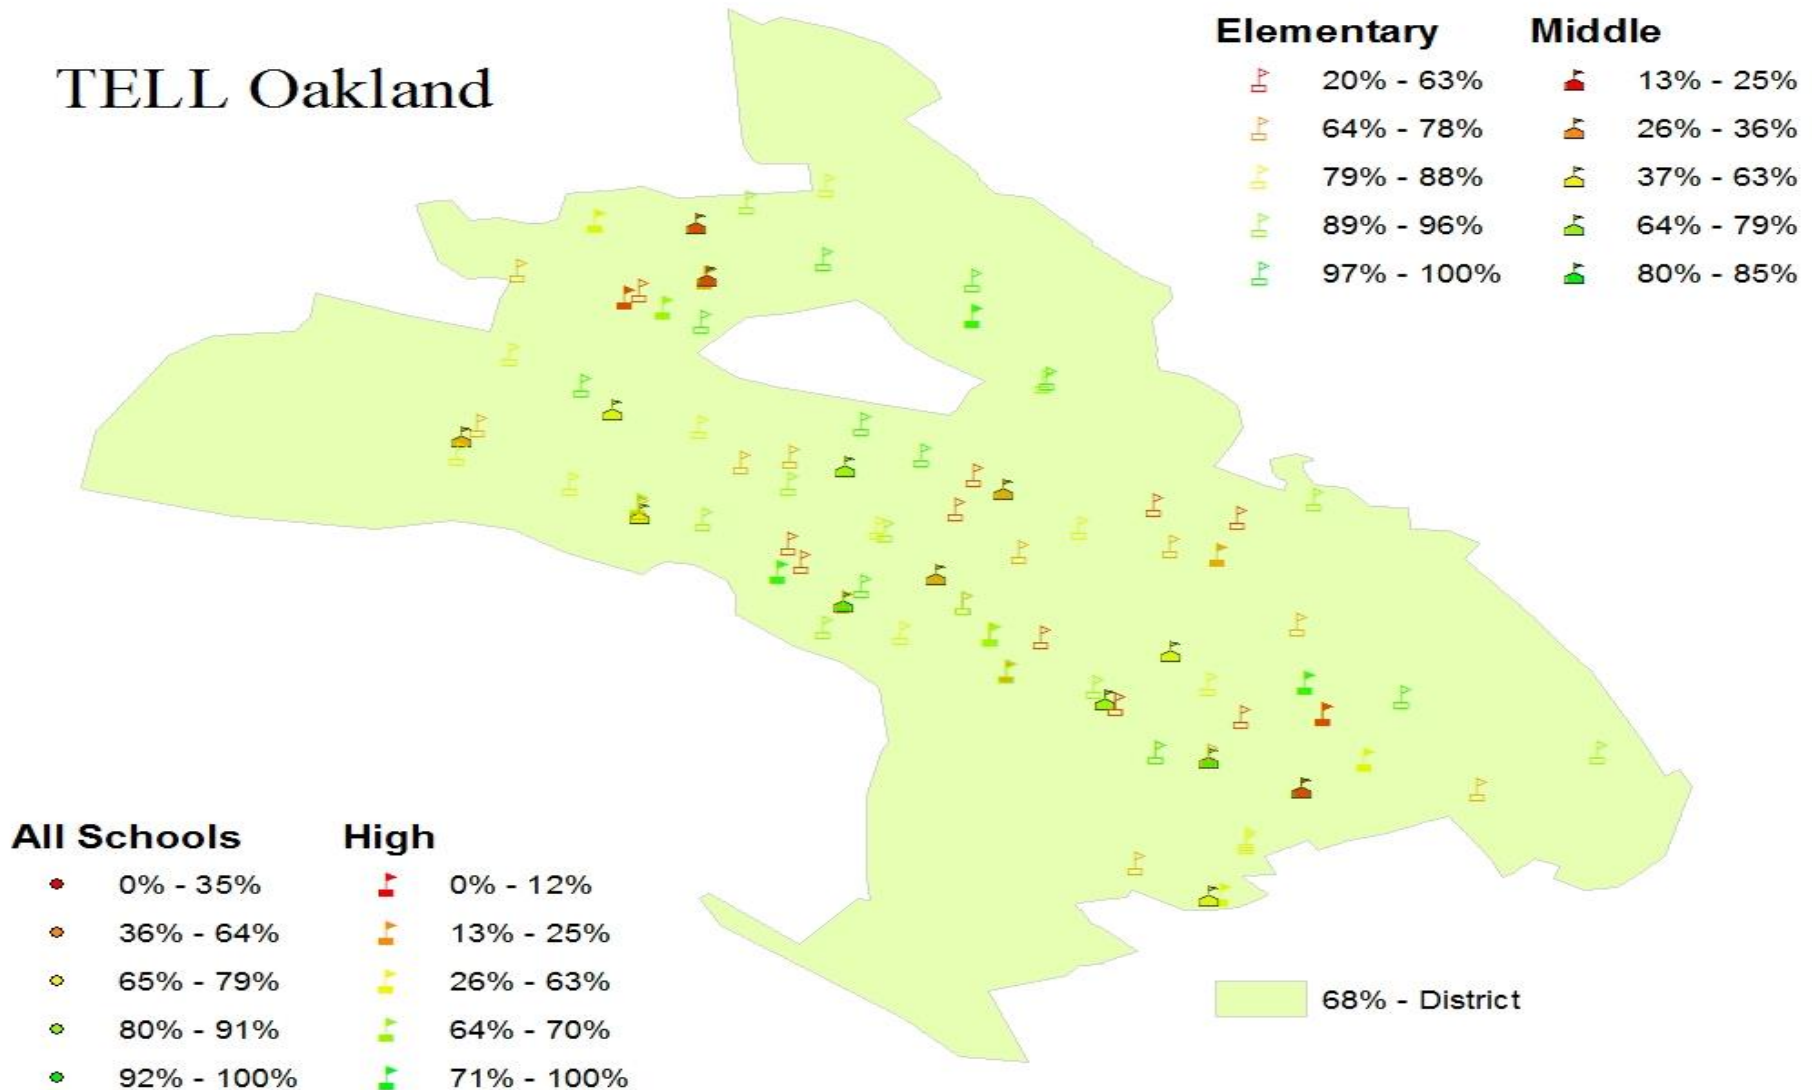 TELL Oakland
Elementary
20% - 63%
64% - 78%
79% - 88%
89% - 96%
97% - 100%
Middle
13% - 25%
26% - 36%
37% - 63%
64% - 79%
80% - 85%
All Schools
0% - 35%
36% - 64%
65% - 79%
80% - 91%
92% - 100%
High
0% - 12%
13% - 25%
26% - 63%
64% - 70%
71% - 100%
68% - District